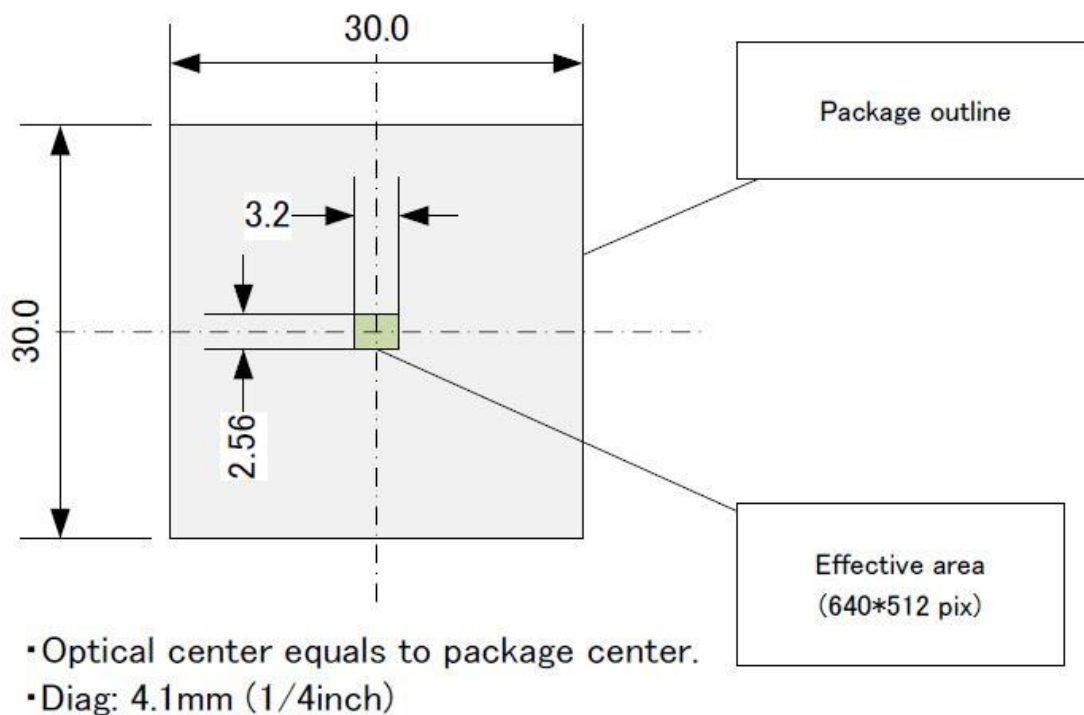 30.0
Package outline
3.2
30.0
2.56
Effective area
(640*512 pix)
・Optical center equals to package center.
・Diag: 4.1mm (1/4inch)